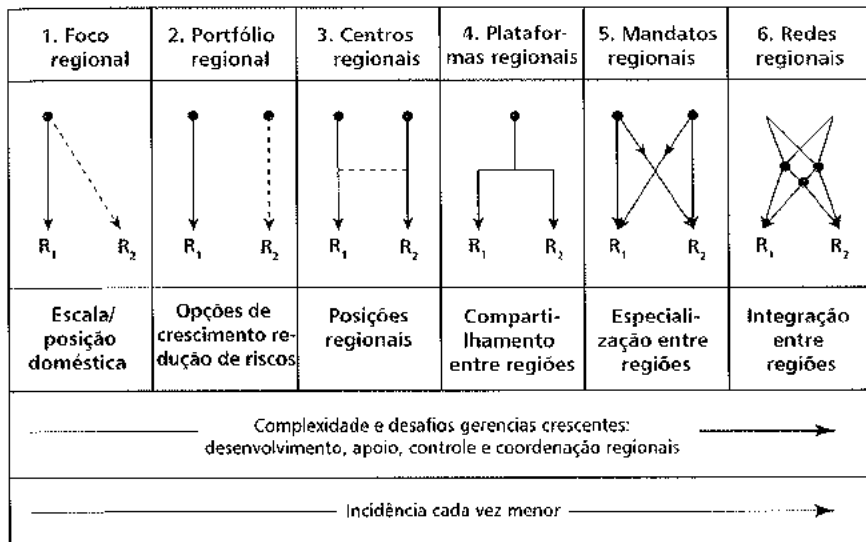 1. Foco
regional
2. Portfólio
regional
3. Centros
regionais
4. Platafor-
mas regionais
5. Mandatos
regionais
6. Redes
regionais
R₁ R₂
R₁ R₂
R₁ R₂
R₁ R₂
R₁ R₂
R₁ R₂
Escala/
posição
doméstica
Opções de
crescimento re-
dução de riscos
Posições
regionais
Comparti-
lhamento
entre regiões
Especiali-
zação entre
regiões
Integração
entre
regiões
Complexidade e desafios gerencias crescentes:
desenvolvimento, apoio, controle e coordenação regionais
Incidência cada vez menor